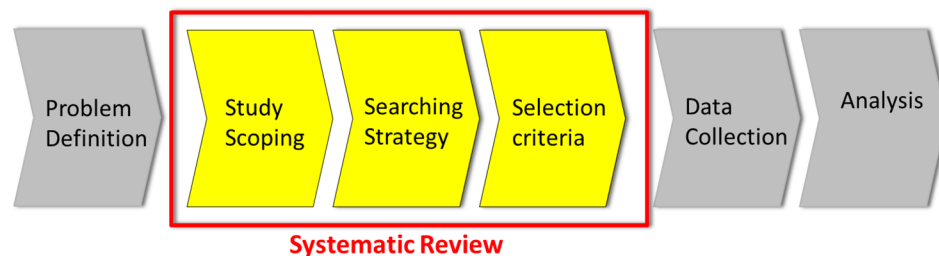 Problem
Definition
Study
Scoping
Searching
Strategy
Selection
criteria
Data
Collection
Analysis
Systematic Review